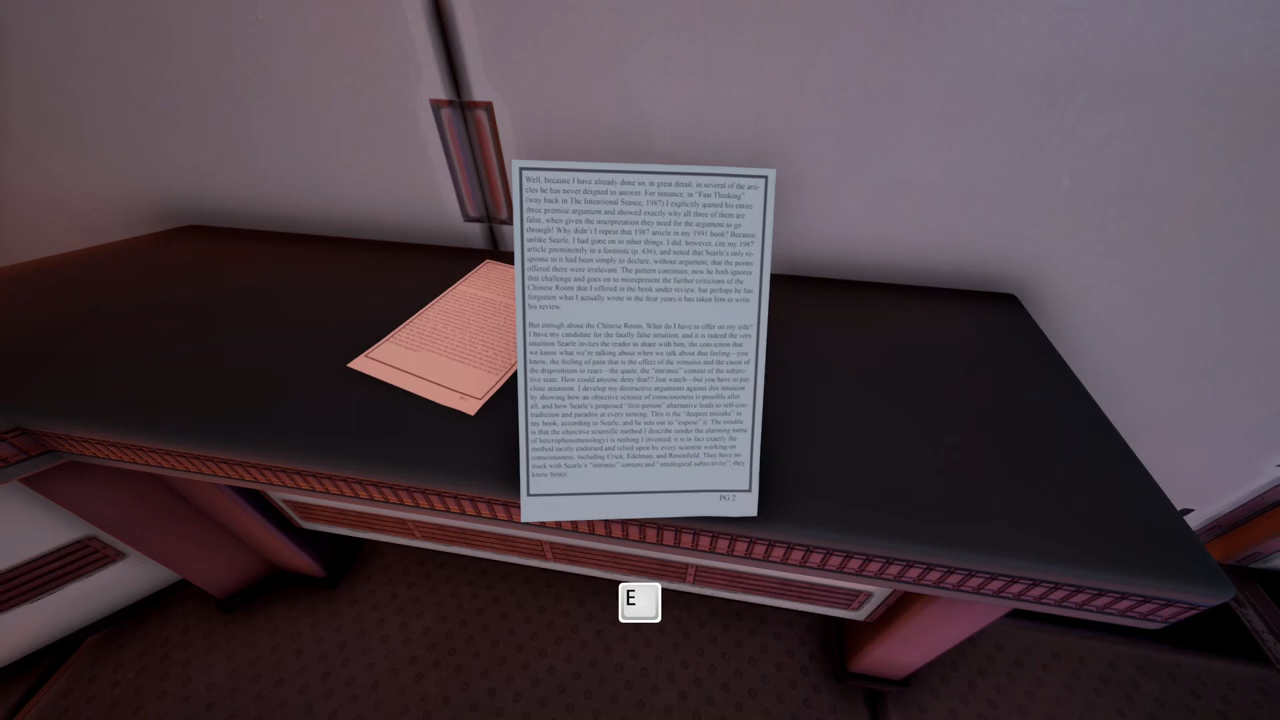 Well, because I have already done so, in great detail, in several of the arti-
cles he has never deigned to answer. For instance, in "Fast Thinking"
(way back in The Intentional Stance, 1987) I explicitly quoted his entire
three premise argument and showed exactly why all three of them are
false, when given the interpretation they need for the argument to go
through! Why didn't I repeat that 1987 article in my 1991 book? Because,
unlike Searle, I had gone on to other things. I did, however, cite my 1987
article prominently in a footnote (p. 436), and noted that Searle's only re-
sponse to it had been simply to declare, without argument, that the points
offered there were irrelevant. The pattern continues; now he both ignores
that challenge and goes on to misrepresent the further criticisms of the
Chinese Room that I offered in the book under review, but perhaps he has
forgotten what I actually wrote in the four years it has taken him to write
his review.
But enough about the Chinese Room. What do I have to offer on my side?
I have my candidate for the fatally false intuition, and it is indeed the very
intuition Searle invites the reader to share with him, the conviction that
we know what we're talking about when we talk about that feeling—you
know, the feeling of pain that is the effect of the stimulus and the cause of
the dispositions to react—the quale, the "intrinsic" content of the subjec-
tive state. How could anyone deny that!? Just watch—but you have to pay
close attention. I develop my destructive arguments against this intuition
by showing how an objective science of consciousness is possible after
all, and how Searle's proposed "first-person" alternative leads to self-con-
tradiction and paradox at every turning. This is the "deepest mistake" in
my book, according to Searle, and he sets out to "expose" it. The trouble
is that the objective scientific method I describe (under the alarming name
of heterophenomenology) is nothing I invented; it is in fact exactly the
method tacitly endorsed and relied upon by every scientist working on
consciousness, including Crick, Edelman, and Rosenfield. They have no
truck with Searle's "intrinsic" content and "ontological subjectivity"; they
know better.
PG 2
E